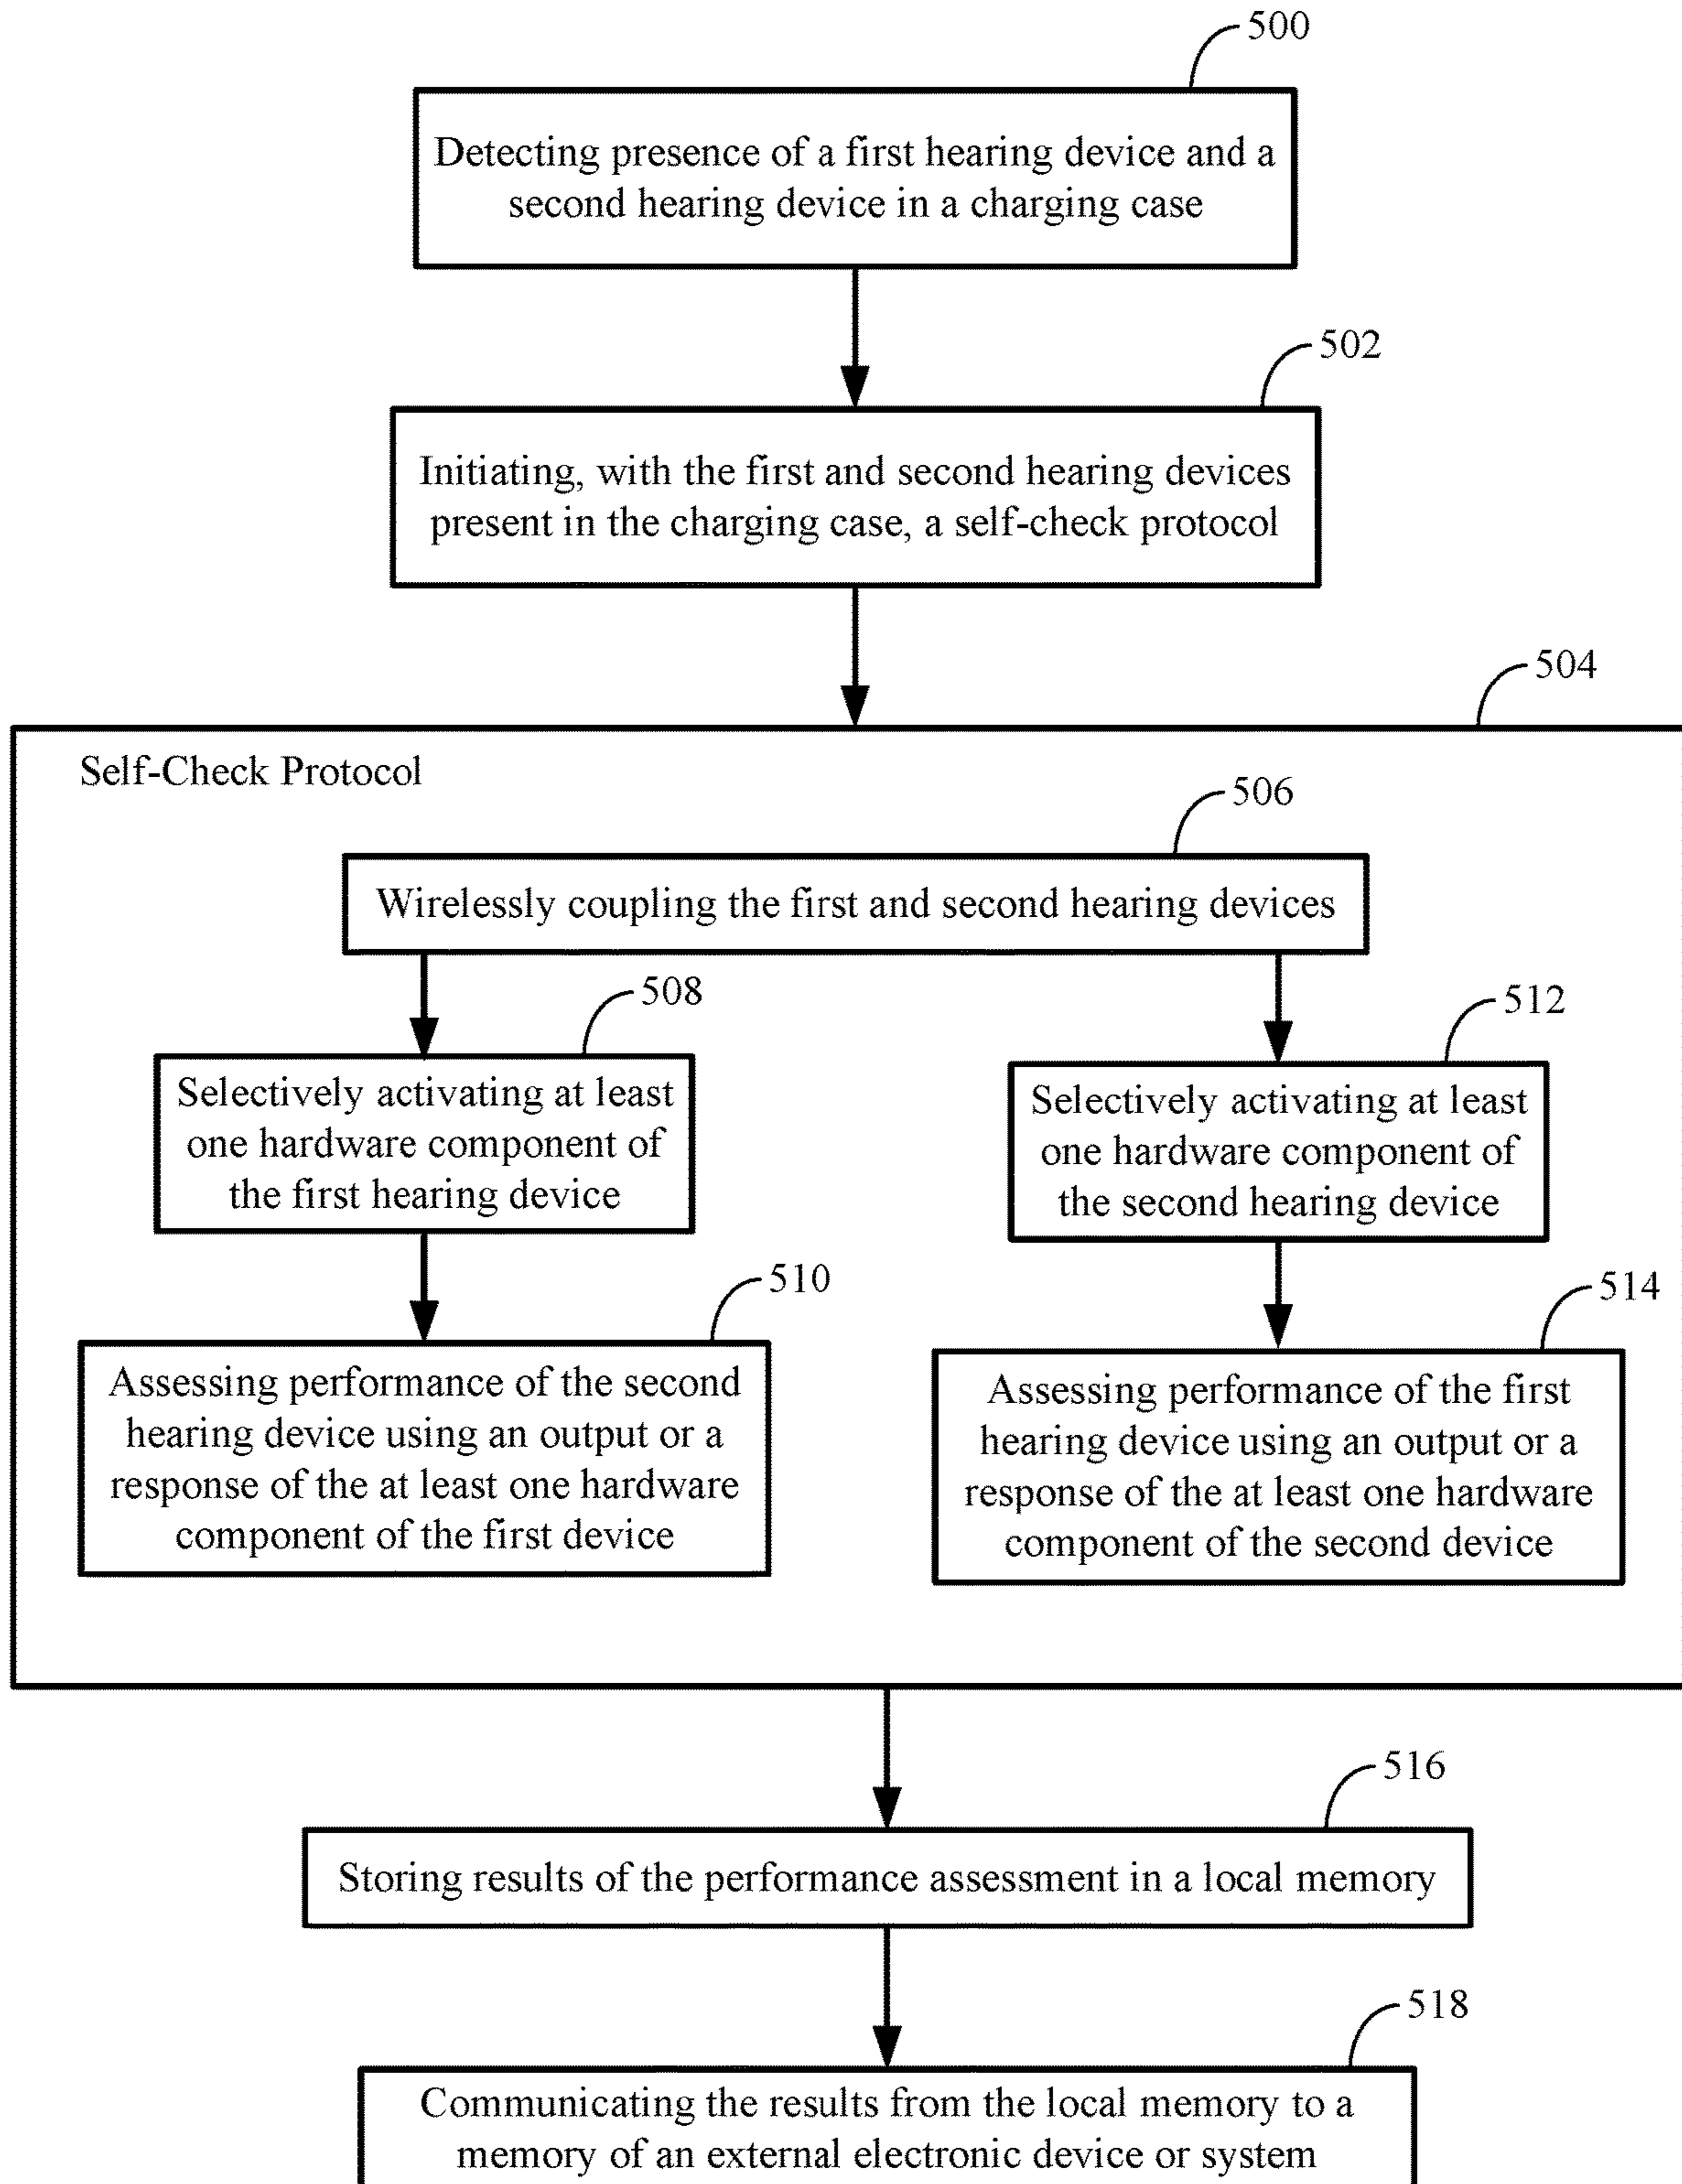 500
Detecting presence of a first hearing device and a
second hearing device in a charging case
502
Initiating, with the first and second hearing devices
present in the charging case, a self-check protocol
504
Self-Check Protocol
506
Wirelessly coupling the first and second hearing devices
508
Selectively activating at least
one hardware component of
the first hearing device
510
Assessing performance of the second
hearing device using an output or a
response of the at least one hardware
component of the first device
512
Selectively activating at least
one hardware component of
the second hearing device
514
Assessing performance of the first
hearing device using an output or a
response of the at least one hardware
component of the second device
516
Storing results of the performance assessment in a local memory
518
Communicating the results from the local memory to a
memory of an external electronic device or system